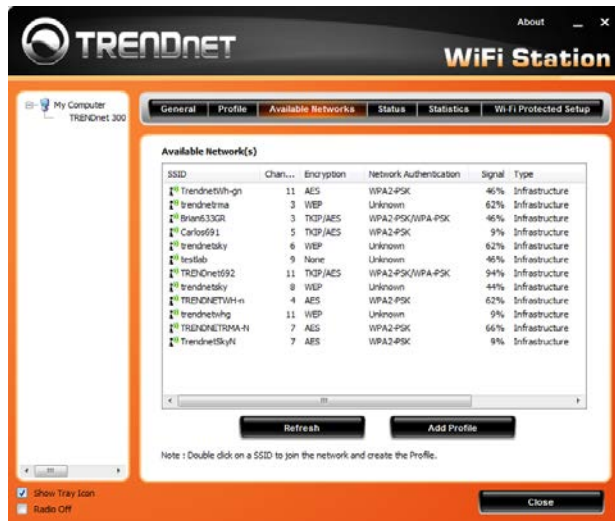 About
TRENDNET
WiFi Station
My Computer
TRENDnet 300
General Profile Available Networks Status Statistics Wi-Fi Protected Setup
Available Network(s)
SSID Chan... Encryption Network Authentication Signal Type
TrendnetWh-gn 11 AES WPA2-PSK 46% Infrastructure
trendnetrma 3 WEP Unknown 62% Infrastructure
Brian633GR 3 TKIP/AES WPA2-PSK/WPA-PSK 46% Infrastructure
Carlos691 5 TKIP/AES WPA2-PSK 9% Infrastructure
trendnetsky 6 WEP Unknown 62% Infrastructure
testlab 9 None Unknown 46% Infrastructure
TRENDnet692 11 TKIP/AES WPA2-PSK/WPA-PSK 94% Infrastructure
trendnetsky 8 WEP Unknown 44% Infrastructure
TRENDNETWH-n 4 AES WPA2-PSK 62% Infrastructure
trendnetwhg 11 WEP Unknown 9% Infrastructure
TRENDNETRMA-N 7 AES WPA2-PSK 66% Infrastructure
TrendnetSkyN 7 AES WPA2-PSK 9% Infrastructure
Refresh Add Profile
Note : Double click on a SSID to join the network and create the Profile.
Show Tray Icon
Radio Off
Close